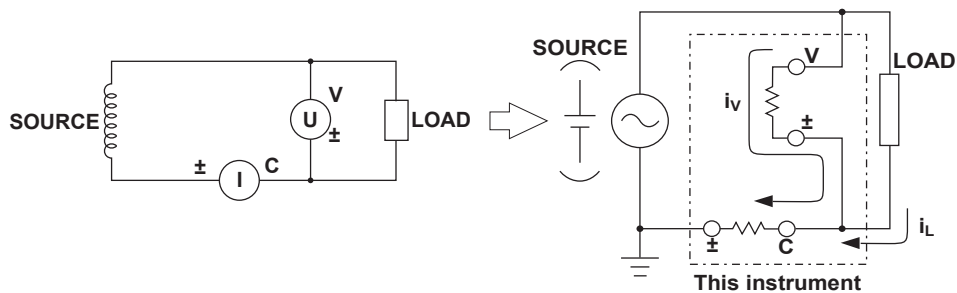 SOURCE
V
U
±
LOAD
±
I
C
SOURCE
V
LOAD
iV
±
±
C
iL
This instrument